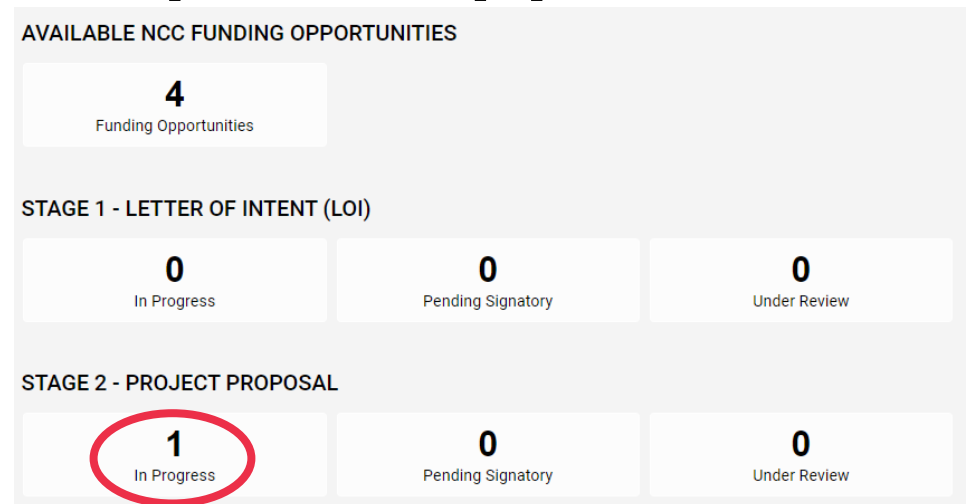 AVAILABLE NCC FUNDING OPPORTUNITIES
4
Funding Opportunities
STAGE 1 - LETTER OF INTENT (LOI)
0 0 0
In Progress Pending Signatory Under Review
STAGE 2 - PROJECT PROPOSAL
1 0 0
In Progress Pending Signatory Under Review